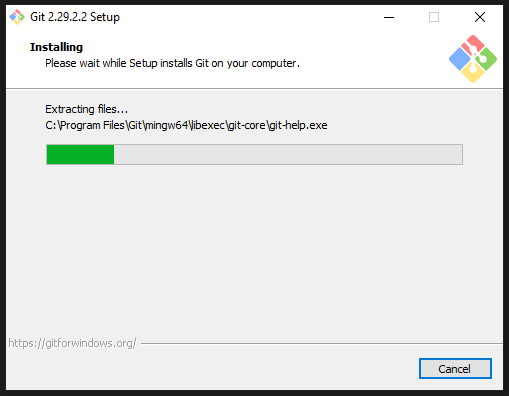 Git 2.29.2.2 Setup
Installing
Please wait while Setup installs Git on your computer.
Extracting files...
C:\Program Files\Git\mingw64\libexec\git-core\git-help.exe
https://gitforwindows.org/
Cancel